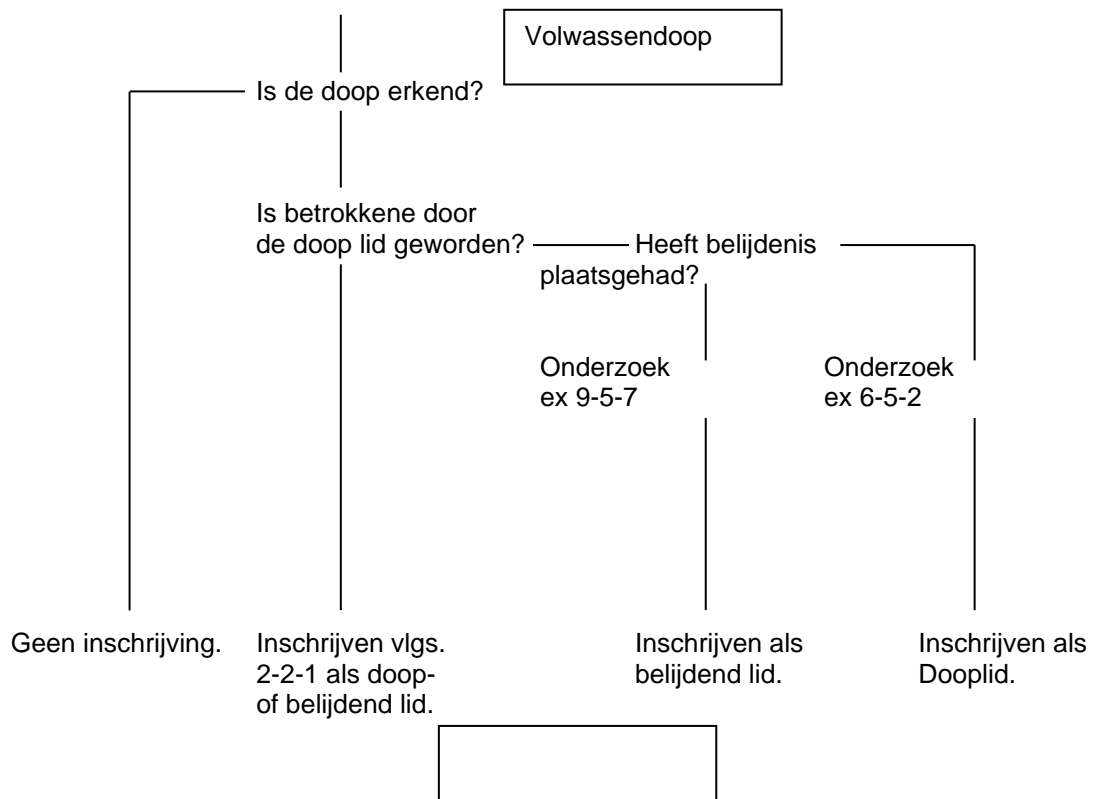 Volwassendoop
Is de doop erkend?
Is betrokkene door
de doop lid geworden?
Heeft belijdenis
plaatsgehad?
Onderzoek
ex 9-5-7
Onderzoek
ex 6-5-2
Geen inschrijving.
Inschrijven vlgs.
2-2-1 als doop-
of belijdend lid.
Inschrijven als
belijdend lid.
Inschrijven als
Dooplid.